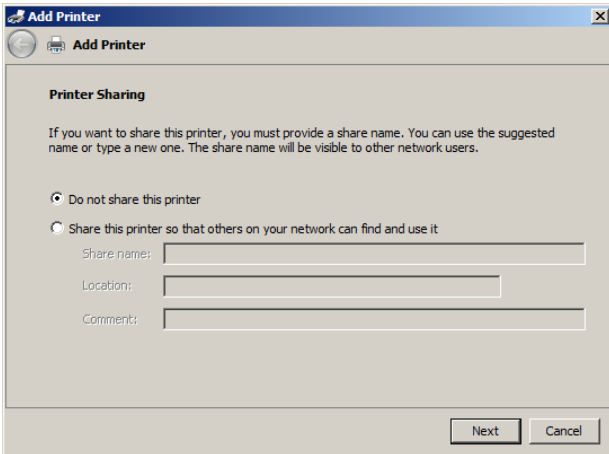 Add Printer
Add Printer
Printer Sharing
If you want to share this printer, you must provide a share name. You can use the suggested
name or type a new one. The share name will be visible to other network users.
Do not share this printer
Share this printer so that others on your network can find and use it
Share name:
Location:
Comment:
Next Cancel